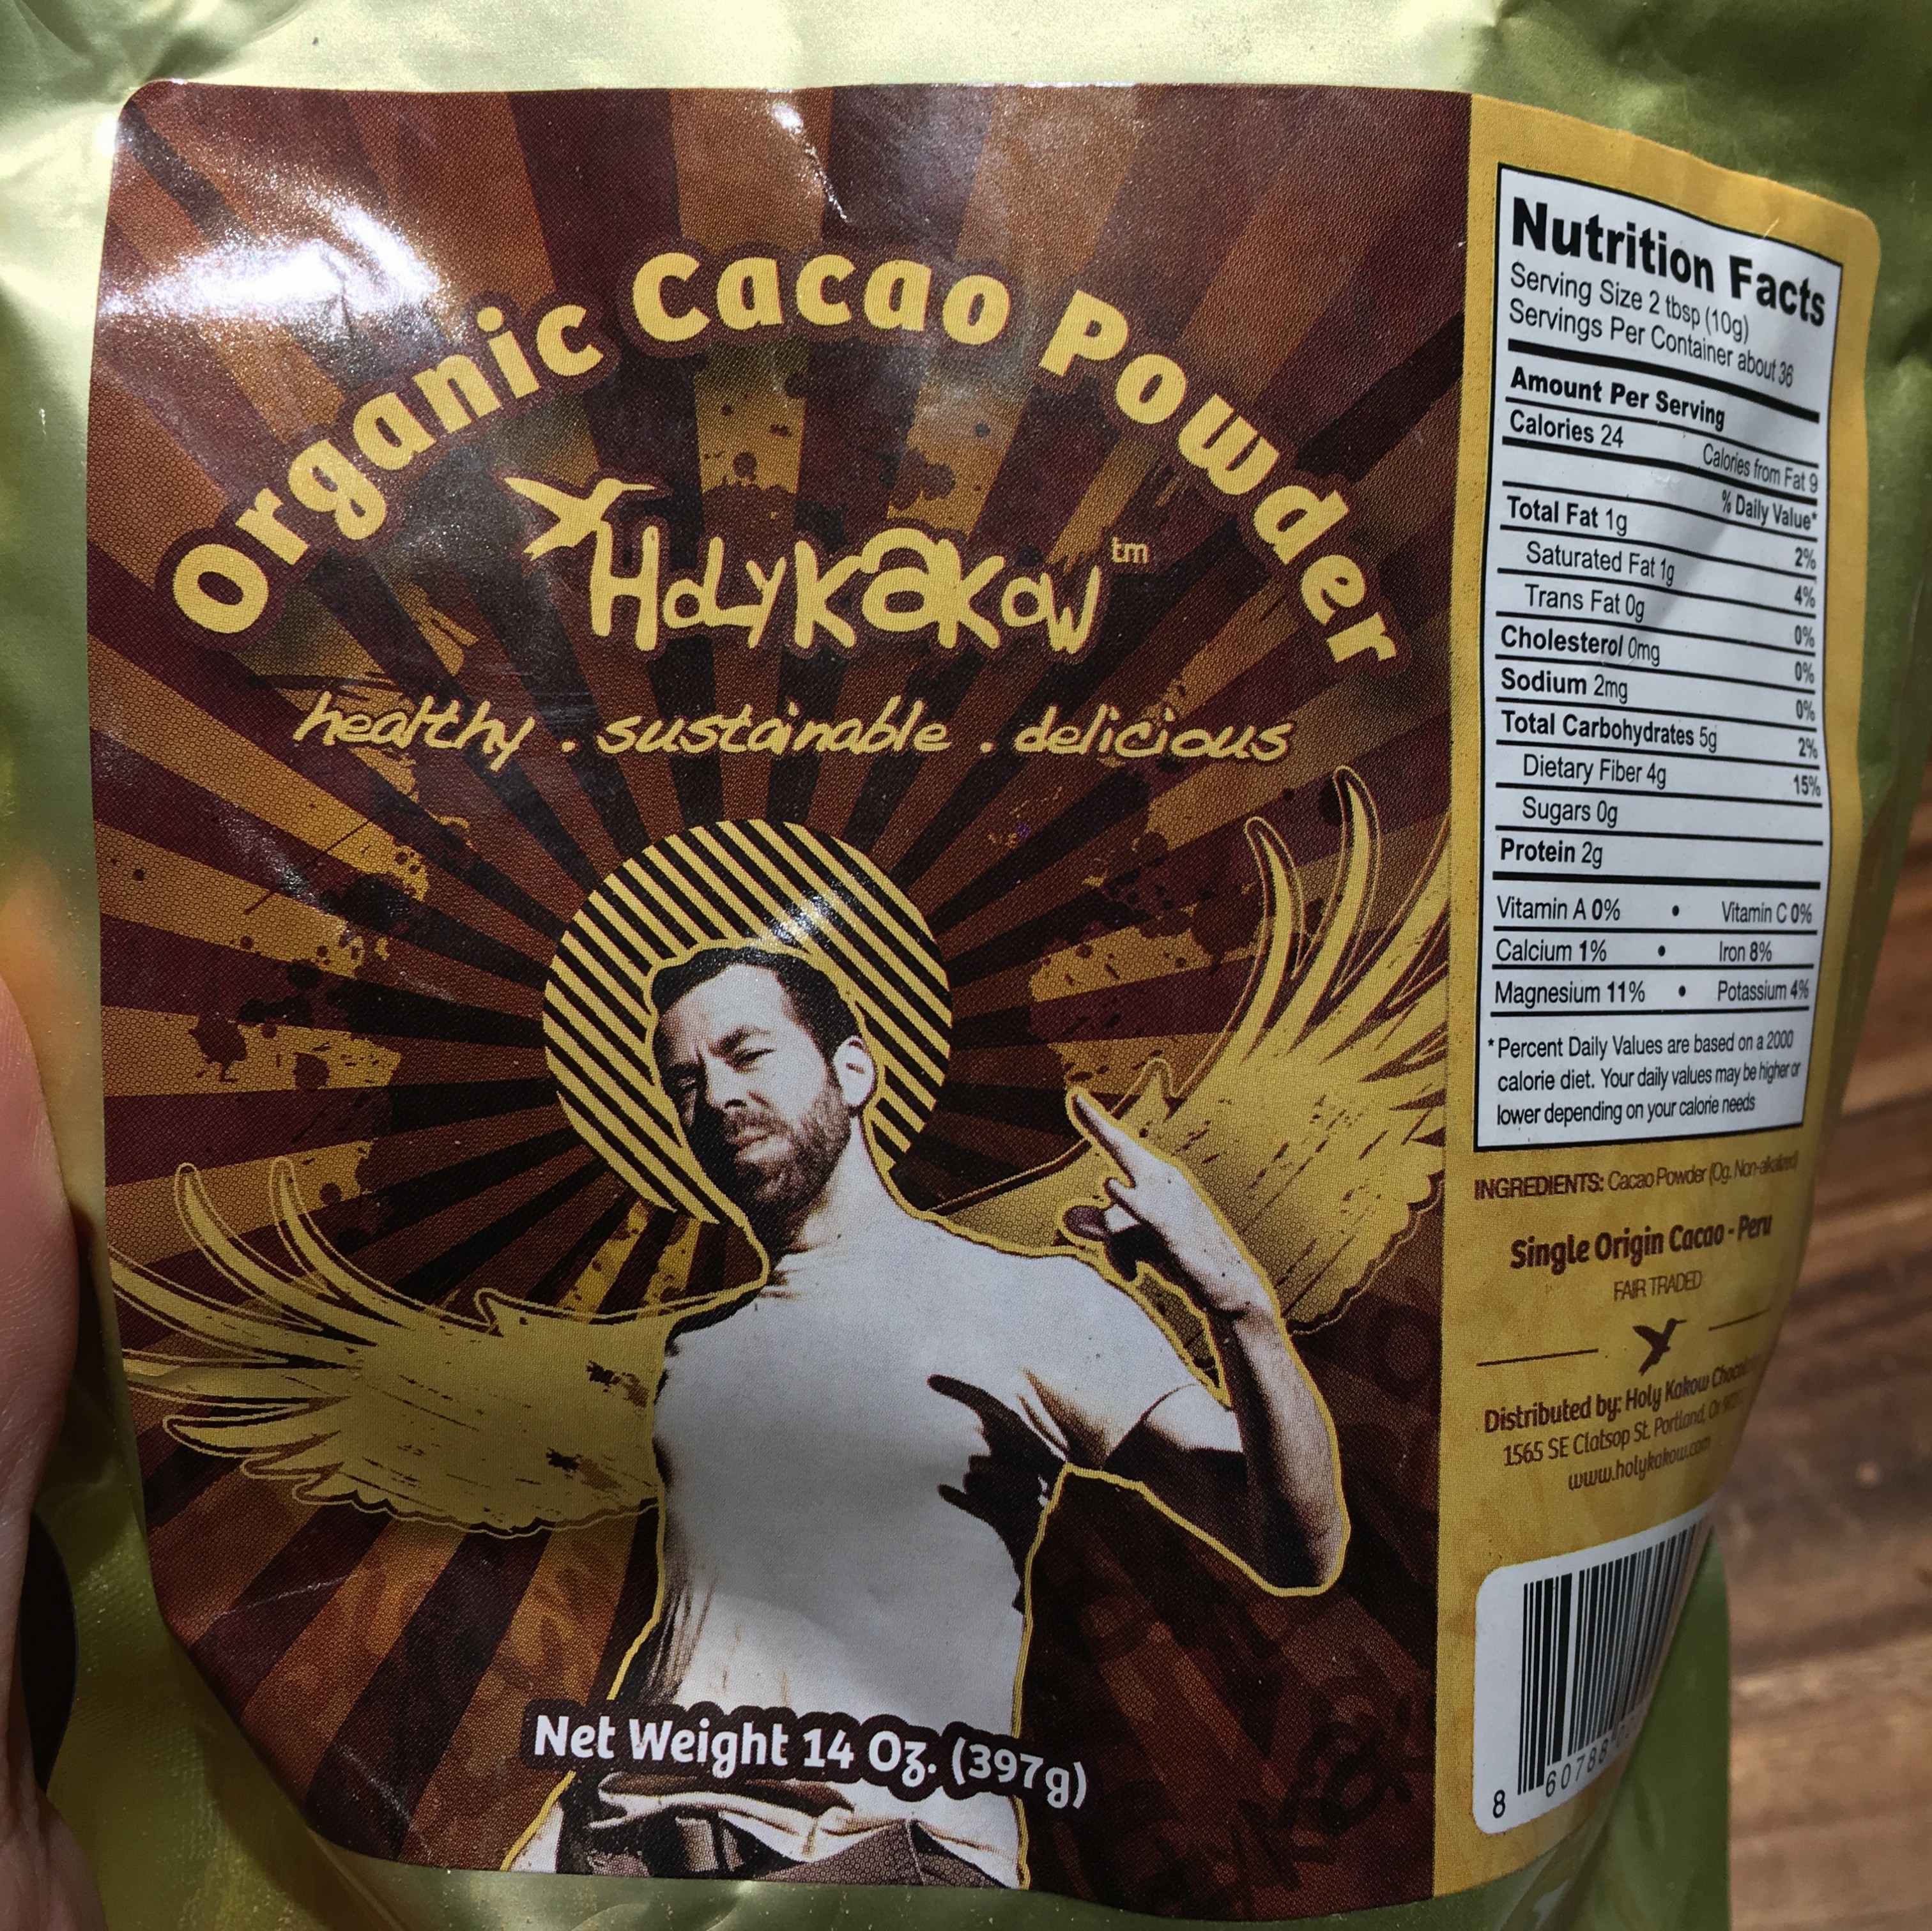 Organic Cacao Powder
HolyKakow tm
healthy . sustainable . delicious
Net Weight 14 Oz. (397g)
Nutrition Facts
Serving Size 2 tbsp (10g)
Servings Per Container about 36
Amount Per Serving
Calories 24 Calories from Fat 9
% Daily Value*
Total Fat 1g 2%
Saturated Fat 1g 4%
Trans Fat 0g 0%
Cholesterol 0mg 0%
Sodium 2mg 0%
Total Carbohydrates 5g 2%
Dietary Fiber 4g 15%
Sugars 0g
Protein 2g
Vitamin A 0% • Vitamin C 0%
Calcium 1% • Iron 8%
Magnesium 11% • Potassium 4%
* Percent Daily Values are based on a 2000
calorie diet. Your daily values may be higher or
lower depending on your calorie needs
INGREDIENTS: Cacao Powder (Og. Non-alkalized)
Single Origin Cacao - Peru
FAIR TRADED
Distributed by: Holy Kakow
1565 SE Clatsop St. Portland, Or
www.holykakow.com
8 60788